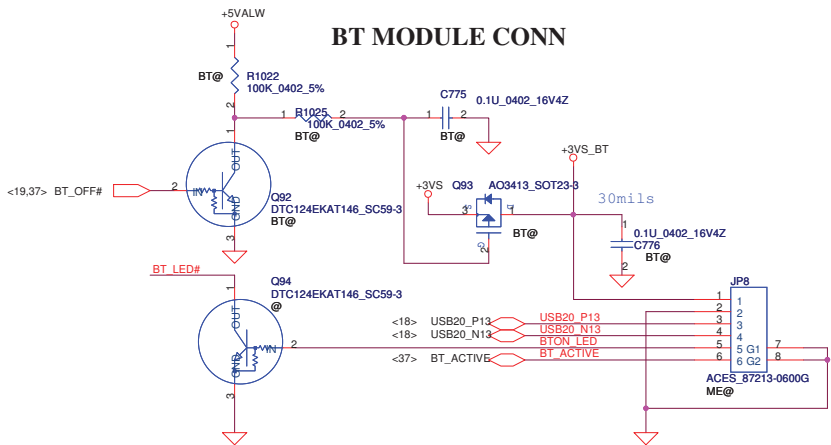 +5VALW
BT MODULE CONN
1
BT@
R1022
100K_0402_5%
2
1
R1025
2
100K_0402_5%
BT@
C775
1
2
0.1U_0402_16V4Z
BT@
1
OUT
<19,37> BT_OFF#
2
IN
GND
Q92
DTC124EKAT146_SC59-3
BT@
3
+3VS
Q93
AO3413_SOT23-3
3
S
D
1
G
2
BT@
+3VS_BT
30mils
1
0.1U_0402_16V4Z
C776
BT@
2
BT_LED#
Q94
DTC124EKAT146_SC59-3
@
1
OUT
IN
2
GND
3
JP8
1
1
2
2
<18> USB20_P13
USB20_P13
3
3
<18> USB20_N13
USB20_N13
4
4
BTON_LED
5
5 G1
7
<37> BT_ACTIVE
BT_ACTIVE
6
6 G2
8
ACES_87213-0600G
ME@